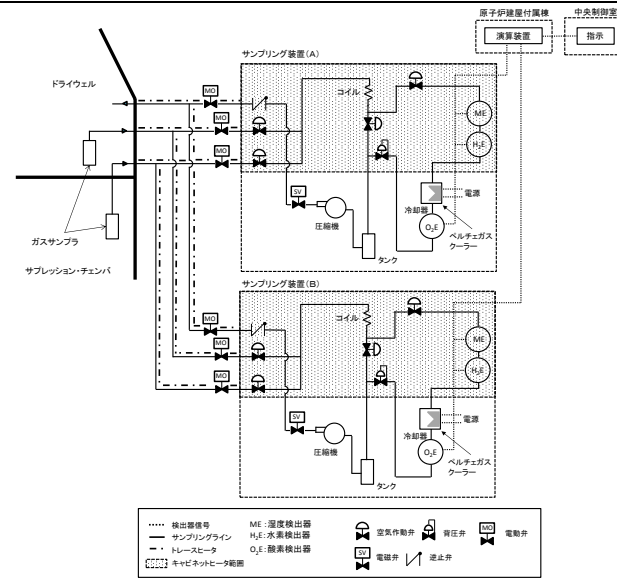 原子炉建屋付属棟
中央制御室
演算装置
指示
サンプリング装置(A)
ドライウェル
MO
コイル
ME
MO
H₂E
MO
SV
電源
冷却器
圧縮機
O₂E
ペルチェガス
クーラー
ガスサンプラ
タンク
サプレッション・チェンバ
サンプリング装置(B)
MO
コイル
ME
MO
H₂E
MO
SV
電源
冷却器
圧縮機
O₂E
ペルチェガス
クーラー
タンク
検出器信号
サンプリングライン
トレースヒータ
キャビネットヒータ範囲
ME:湿度検出器
H₂E:水素検出器
O₂E:酸素検出器
空気作動弁
背圧弁
MO
電動弁
SV
電磁弁
逆止弁